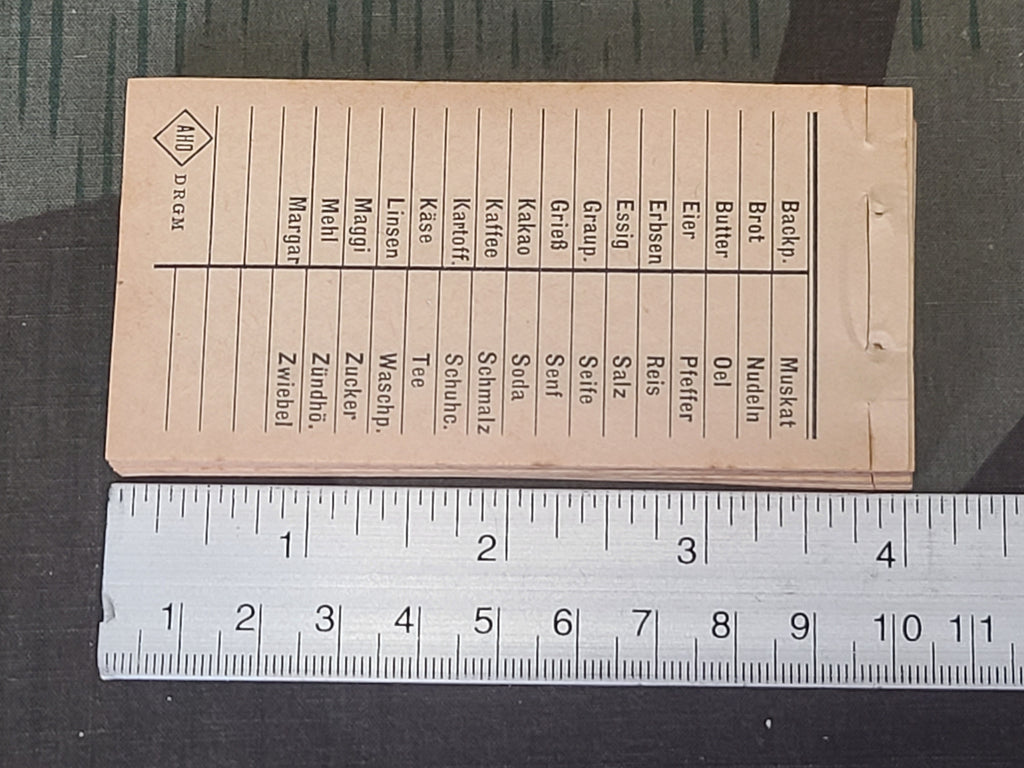 Backp. Muskat
Brot Nudeln
Butter Oel
Eier Pfeffer
Erbsen Reis
Essig Salz
Graup. Seife
Grieß Senf
Kakao Soda
Kaffee Schmalz
Kartoff. Schuhc.
Käse Tee
Linsen Waschp.
Maggi Zucker
Mehl Zündhö.
Margar Zwiebel
AHO DRGM
1 2 3 4
1 2 3 4 5 6 7 8 9 10 11